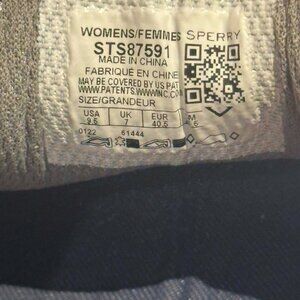 WOMENS/FEMMES SPERRY
STS87591
MADE IN CHINA
FABRIQUÉ EN CHINE
MAY BE COVERED BY US PAT
WWW.PATENTS.WWWINC.COM
SIZE/GRANDEUR
USA UK EUR M
9.5 7 40.5
0122 61444